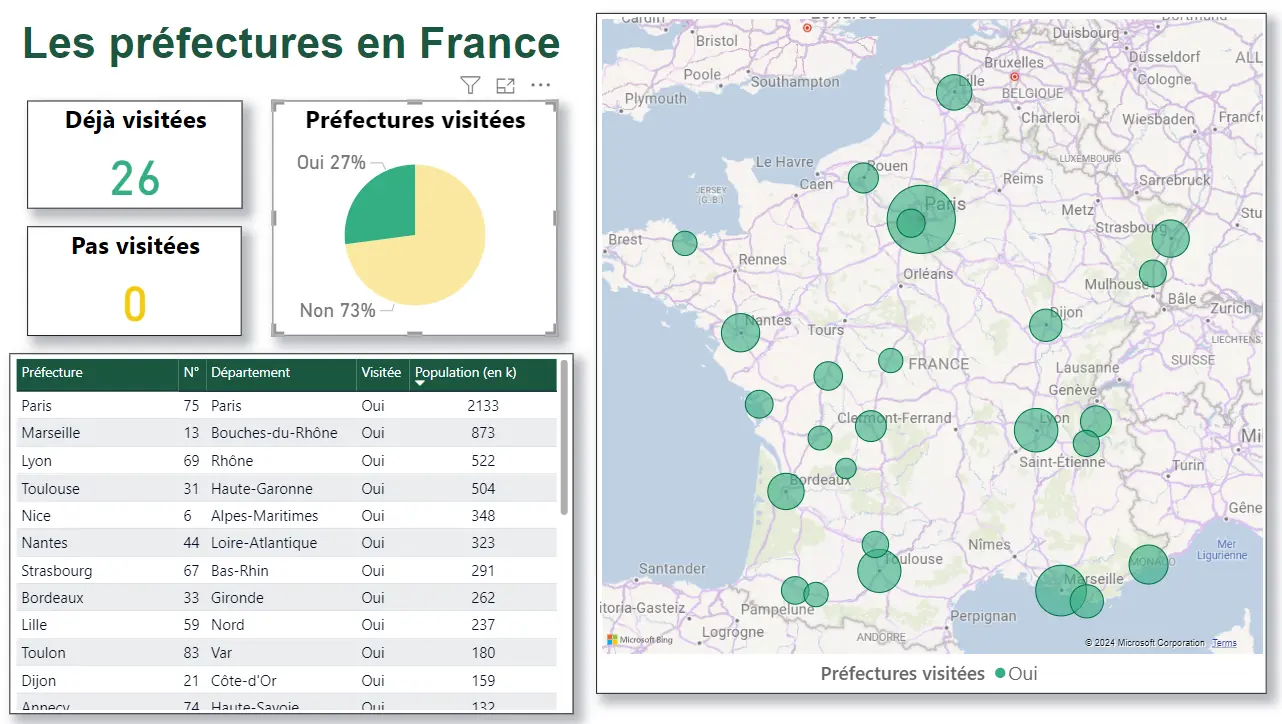 Les préfectures en France
Déjà visitées
26
Pas visitées
0
Préfectures visitées
Oui 27%
Non 73%
Préfecture N° Département Visitée Population (en k)
Paris 75 Paris Oui 2133
Marseille 13 Bouches-du-Rhône Oui 873
Lyon 69 Rhône Oui 522
Toulouse 31 Haute-Garonne Oui 504
Nice 6 Alpes-Maritimes Oui 348
Nantes 44 Loire-Atlantique Oui 323
Strasbourg 67 Bas-Rhin Oui 291
Bordeaux 33 Gironde Oui 262
Lille 59 Nord Oui 237
Toulon 83 Var Oui 180
Dijon 21 Côte-d'Or Oui 159
Annecy 74 Haute-Savoie Oui 132
Cardiff
Londres
Dortmund
Bristol
Duisbourg
Poole
Southampton
Bruxelles
Düsseldorf
ALL
Plymouth
Lille
Cologne
BELGIQUE
Charleroi
Wiesbaden
Francfo
Le Havre
Rouen
LUXEMBOURG
Caen
Reims
Sarrebruck
JERSEY
(G.-B.)
Paris
Metz
Stu
Brest
Strasbourg
Rennes
Orléans
Mulhouse
Bâle
Zurich
Nantes
Tours
Dijon
LIECHTENS
FRANCE
Lausanne
SUISSE
Genève
Clermont-Ferrand
Lyon
Mi
Saint-Étienne
Turin
Bordeaux
Gêne
Nîmes
Mer
Ligurienne
Toulouse
MONACO
Santander
Marseille
itoria-Gasteiz
Pampelune
Perpignan
Logrogne
ANDORRE
Microsoft Bing
© 2024 Microsoft Corporation Terms
Préfectures visitées Oui